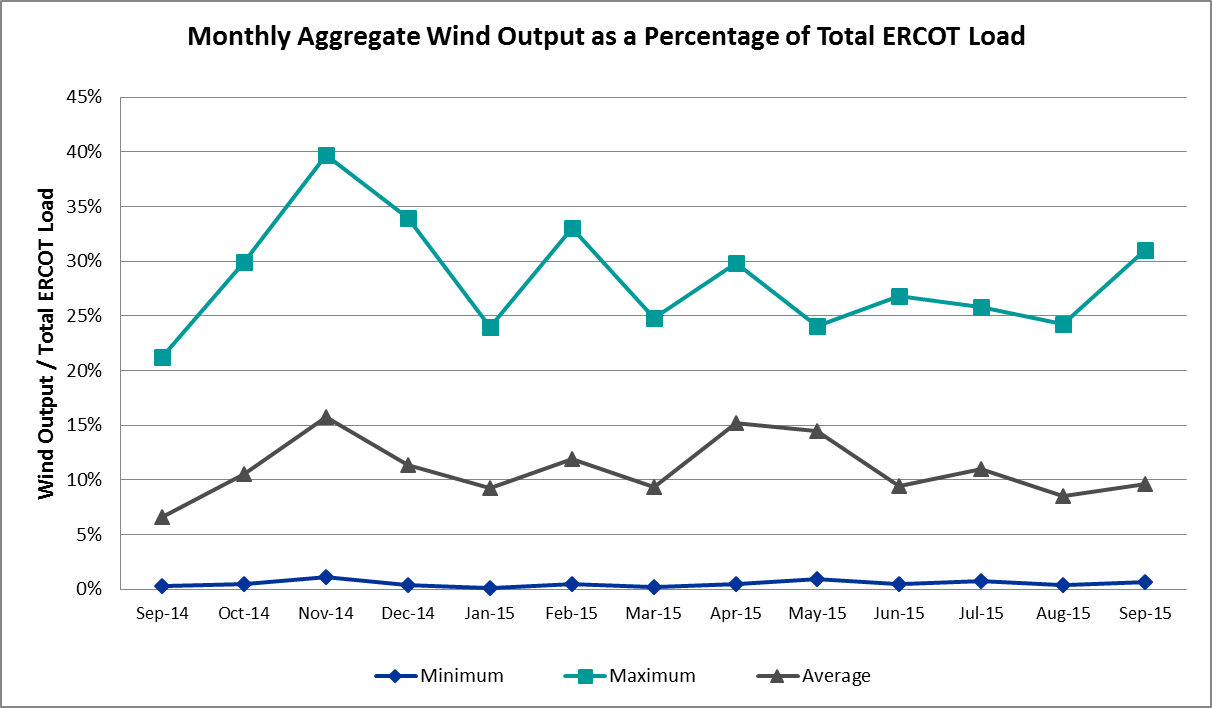 Monthly Aggregate Wind Output as a Percentage of Total ERCOT Load
Wind Output / Total ERCOT Load
45%
40%
35%
30%
25%
20%
15%
10%
5%
0%
Sep-14 Oct-14 Nov-14 Dec-14 Jan-15 Feb-15 Mar-15 Apr-15 May-15 Jun-15 Jul-15 Aug-15 Sep-15
Minimum Maximum Average